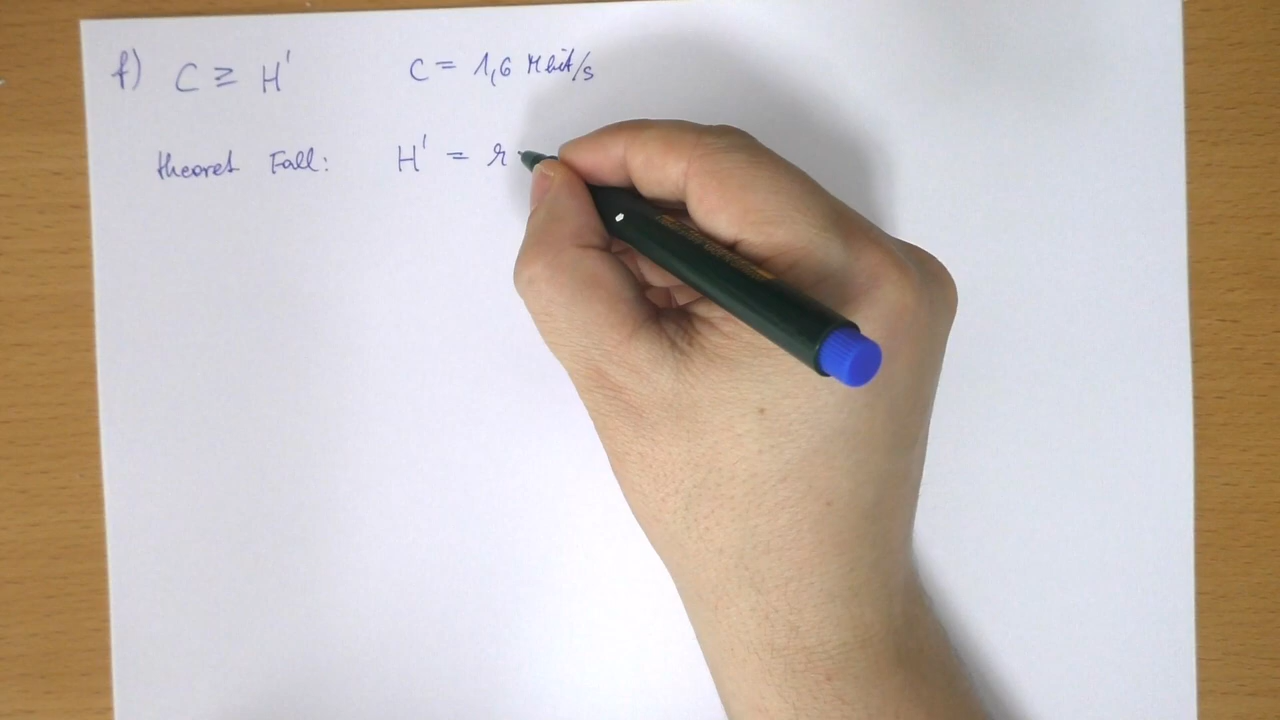 f) C ≥ H' C = 1,6 Mbit/s
theoret Fall: H' = r